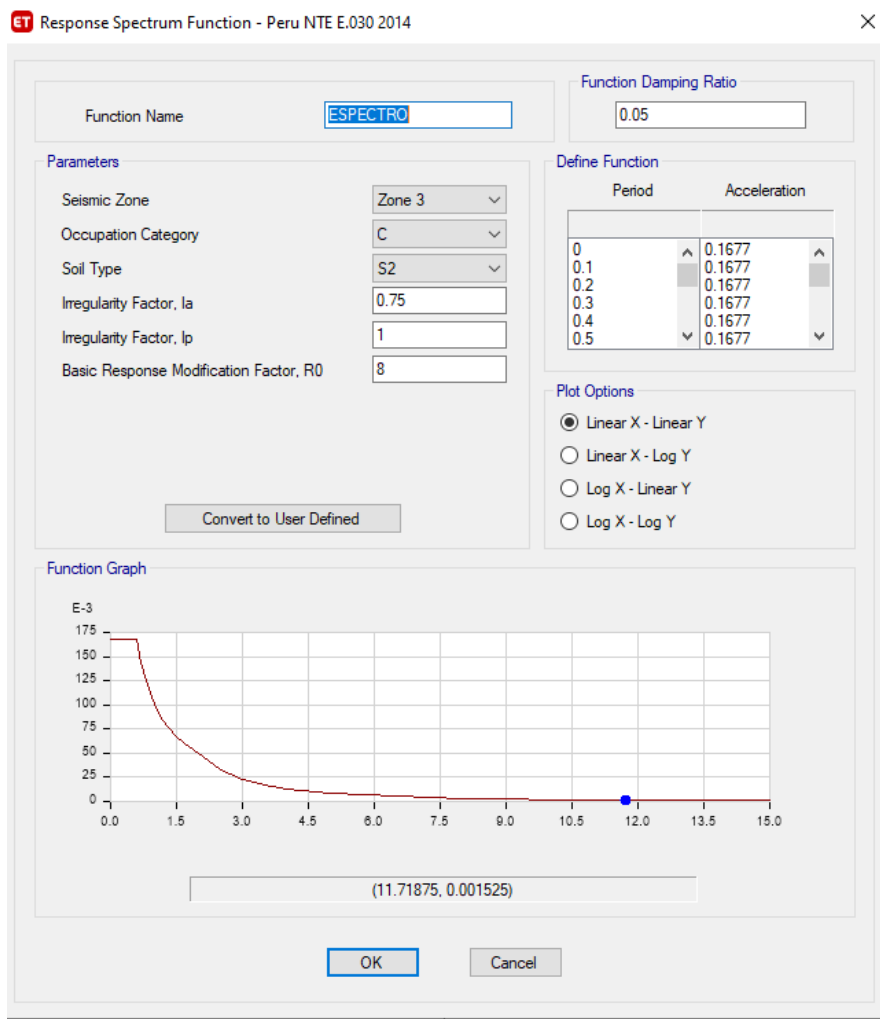 ET Response Spectrum Function - Peru NTE E.030 2014
Function Name
ESPECTRO
Function Damping Ratio
0.05
Parameters
Seismic Zone Zone 3
Occupation Category C
Soil Type S2
Irregularity Factor, Ia 0.75
Irregularity Factor, Ip 1
Basic Response Modification Factor, R0 8
Convert to User Defined
Define Function
Period Acceleration
0 0.1677
0.1 0.1677
0.2 0.1677
0.3 0.1677
0.4 0.1677
0.5 0.1677
Plot Options
Linear X - Linear Y
Linear X - Log Y
Log X - Linear Y
Log X - Log Y
Function Graph
E-3
175
150
125
100
75
50
25
0
0.0 1.5 3.0 4.5 6.0 7.5 9.0 10.5 12.0 13.5 15.0
(11.71875, 0.001525)
OK Cancel